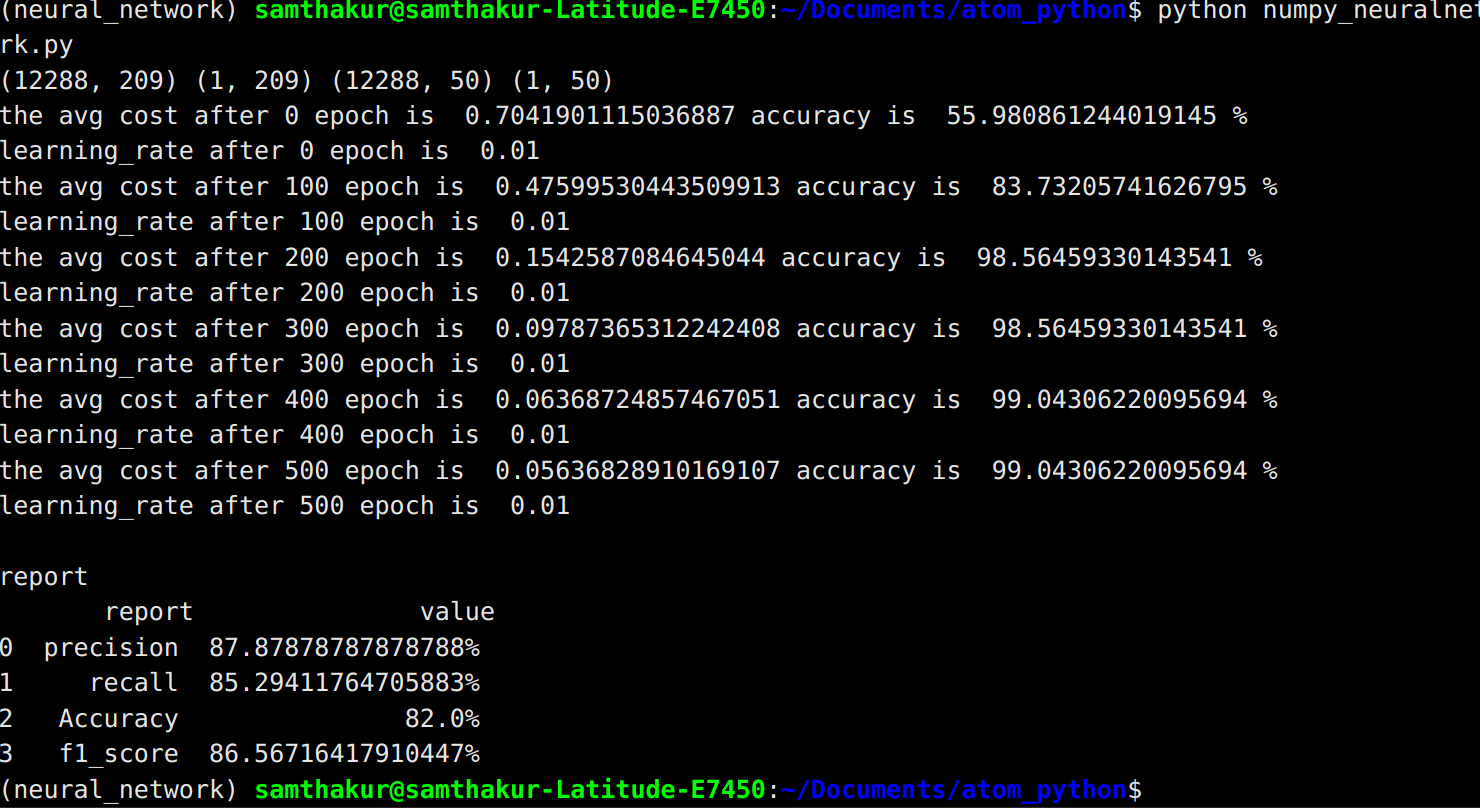 (neural_network) samthakur@samthakur-Latitude-E7450:~/Documents/atom_python$ python numpy_neuralnet
rk.py
(12288, 209) (1, 209) (12288, 50) (1, 50)
the avg cost after 0 epoch is  0.7041901115036887 accuracy is  55.980861244019145 %
learning_rate after 0 epoch is  0.01
the avg cost after 100 epoch is  0.47599530443509913 accuracy is  83.73205741626795 %
learning_rate after 100 epoch is  0.01
the avg cost after 200 epoch is  0.1542587084645044 accuracy is  98.56459330143541 %
learning_rate after 200 epoch is  0.01
the avg cost after 300 epoch is  0.09787365312242408 accuracy is  98.56459330143541 %
learning_rate after 300 epoch is  0.01
the avg cost after 400 epoch is  0.06368724857467051 accuracy is  99.04306220095694 %
learning_rate after 400 epoch is  0.01
the avg cost after 500 epoch is  0.05636828910169107 accuracy is  99.04306220095694 %
learning_rate after 500 epoch is  0.01
report
report value
0 precision 87.87878787878788%
1 recall 85.29411764705883%
2 Accuracy 82.0%
3 f1_score 86.56716417910447%
(neural_network) samthakur@samthakur-Latitude-E7450:~/Documents/atom_python$